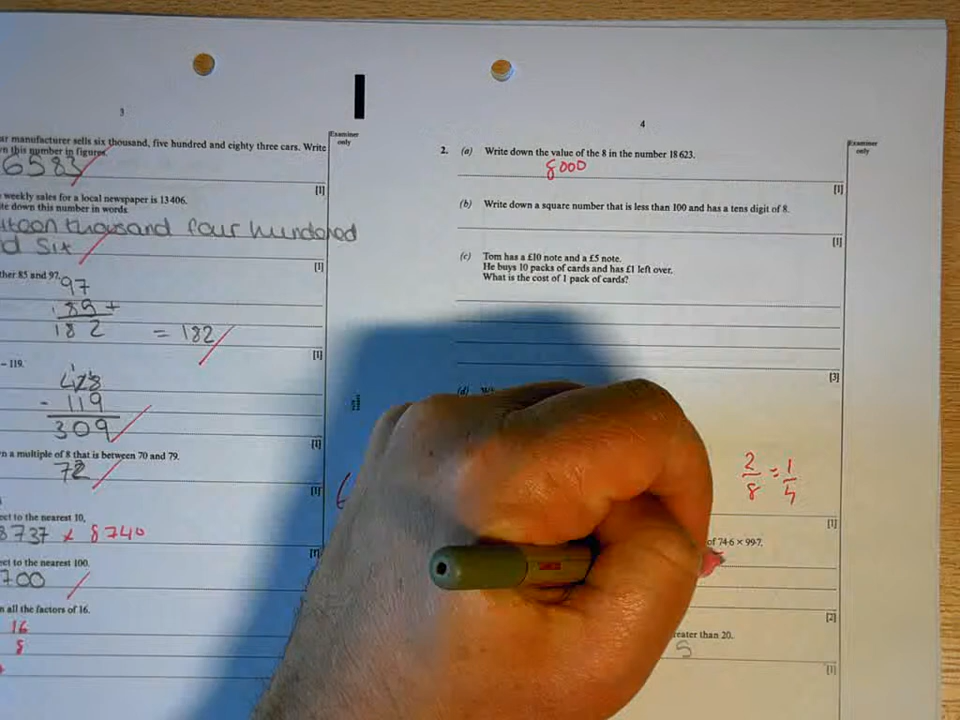 3
ar manufacturer sells six thousand, five hundred and eighty three cars. Write
n this number in figures.
6583
[1]
weekly sales for a local newspaper is 13 406.
te down this number in words.
d six
[1]
ther 85 and 97.
97
85 +
182 = 182
[1]
– 119.
428
- 119
309
[1]
n a multiple of 8 that is between 70 and 79.
72
[1]
ect to the nearest 10,
8737 x 8740
[1]
ect to the nearest 100.
700
n all the factors of 16.
16
8
Examiner
only
4
Examiner
only
2. (a) Write down the value of the 8 in the number 18 623.
8000
[1]
(b) Write down a square number that is less than 100 and has a tens digit of 8.
[1]
(c) Tom has a £10 note and a £5 note.
He buys 10 packs of cards and has £1 left over.
What is the cost of 1 pack of cards?
[3]
(d)
2/8 = 1/4
[1]
of 74·6 × 99·7.
[2]
reater than 20.
5
[1]